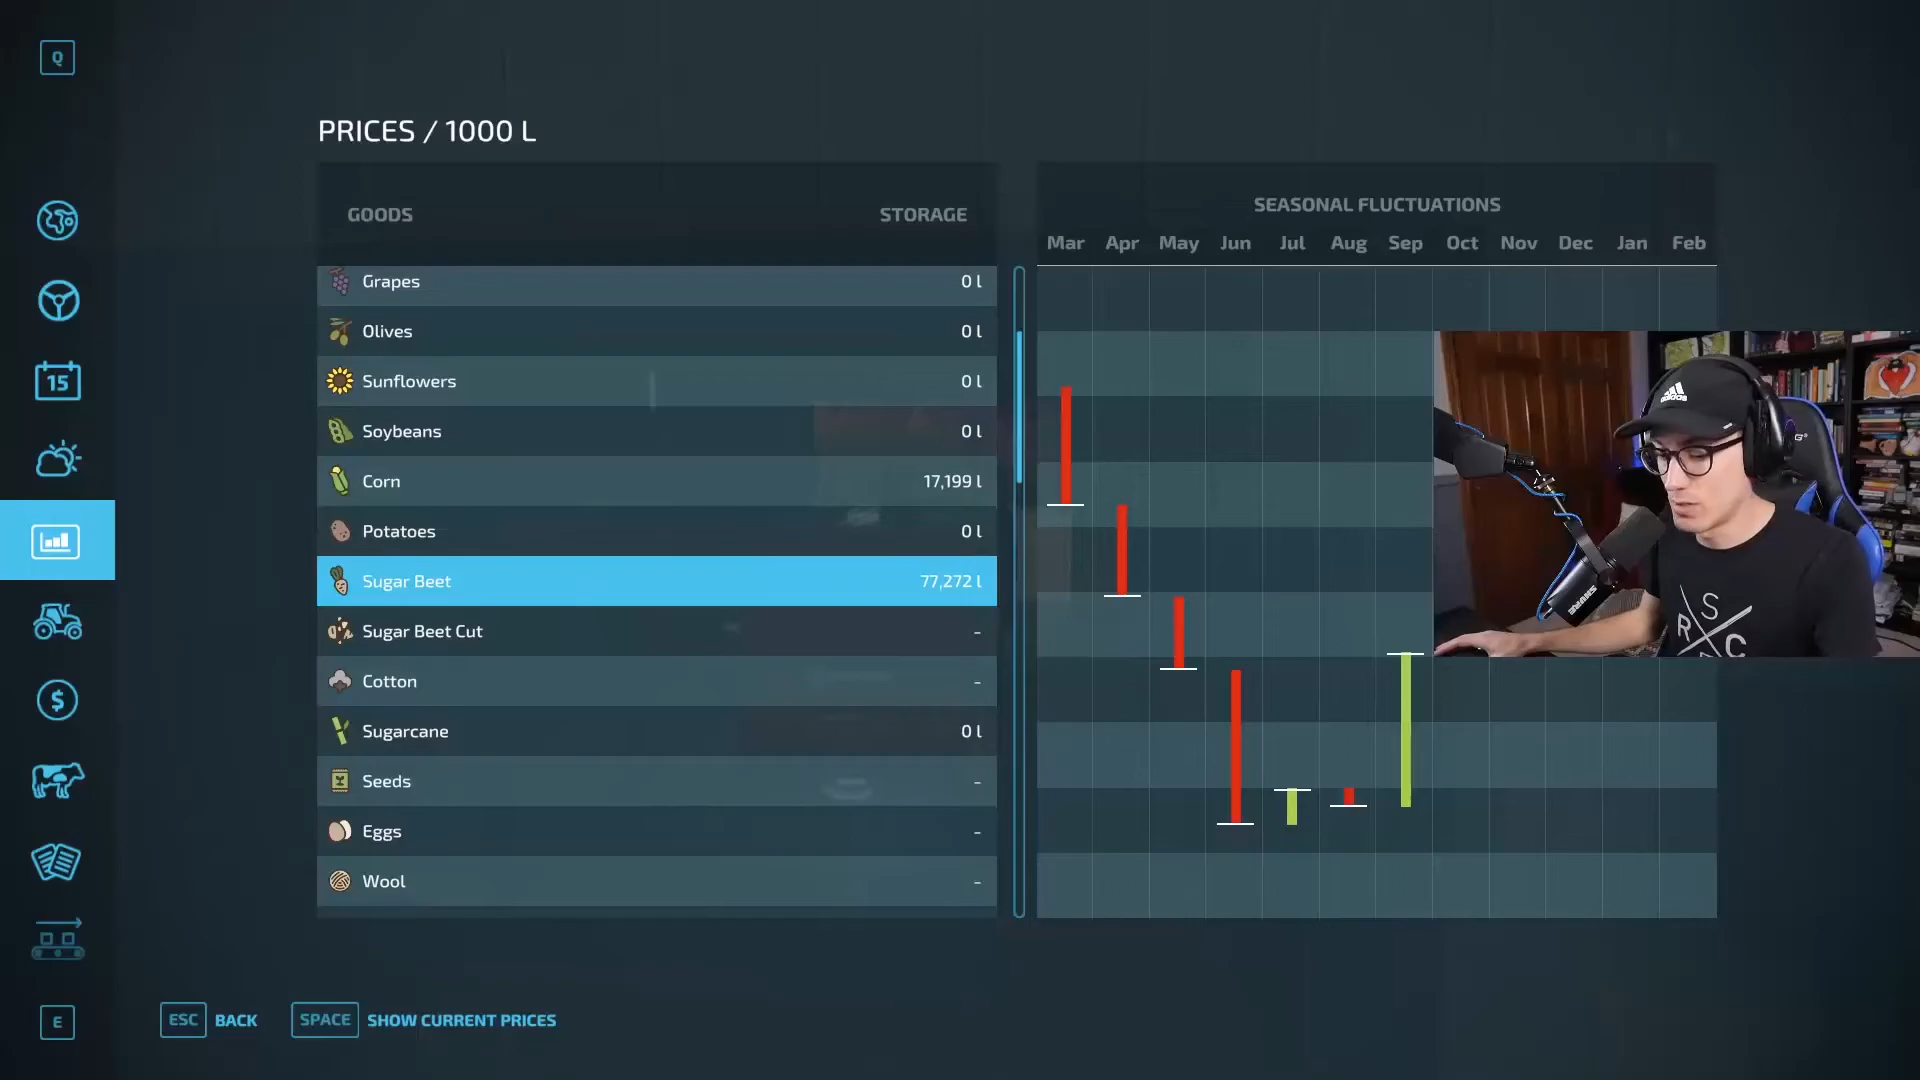 Q
PRICES / 1000 L
GOODS STORAGE
SEASONAL FLUCTUATIONS
Mar Apr May Jun Jul Aug Sep Oct Nov Dec Jan Feb
Grapes 0 l
Olives 0 l
Sunflowers 0 l
Soybeans 0 l
Corn 17,199 l
Potatoes 0 l
Sugar Beet 77,272 l
Sugar Beet Cut -
Cotton -
Sugarcane 0 l
Seeds -
Eggs -
Wool -
15
$
adidas
SHURE
S
R C
E
ESC BACK SPACE SHOW CURRENT PRICES